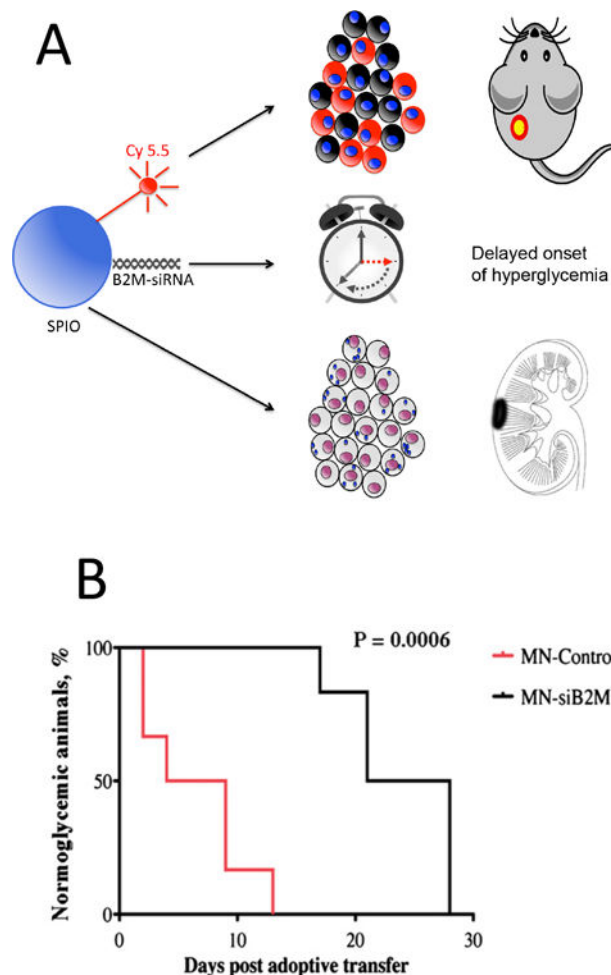 A
Cy 5.5
B2M-siRNA
SPIO
Delayed onset
of hyperglycemia
B
P = 0.0006
MN-Contro
MN-siB2M
Normoglycemic animals, %
100
50
0
0
10
20
30
Days post adoptive transfer